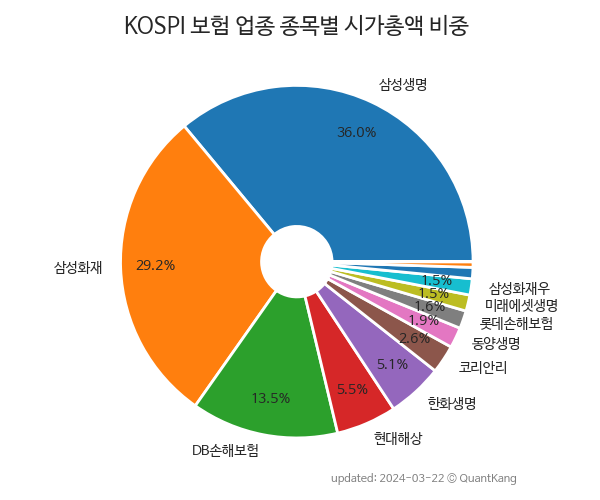 KOSPI 보험 업종 종목별 시가총액 비중
삼성생명
36.0%
삼성화재
29.2%
DB손해보험
13.5%
현대해상
5.5%
한화생명
5.1%
코리안리
2.6%
동양생명
1.9%
롯데손해보험
1.6%
미래에셋생명
1.5%
삼성화재우
1.5%
updated: 2024-03-22 © QuantKang